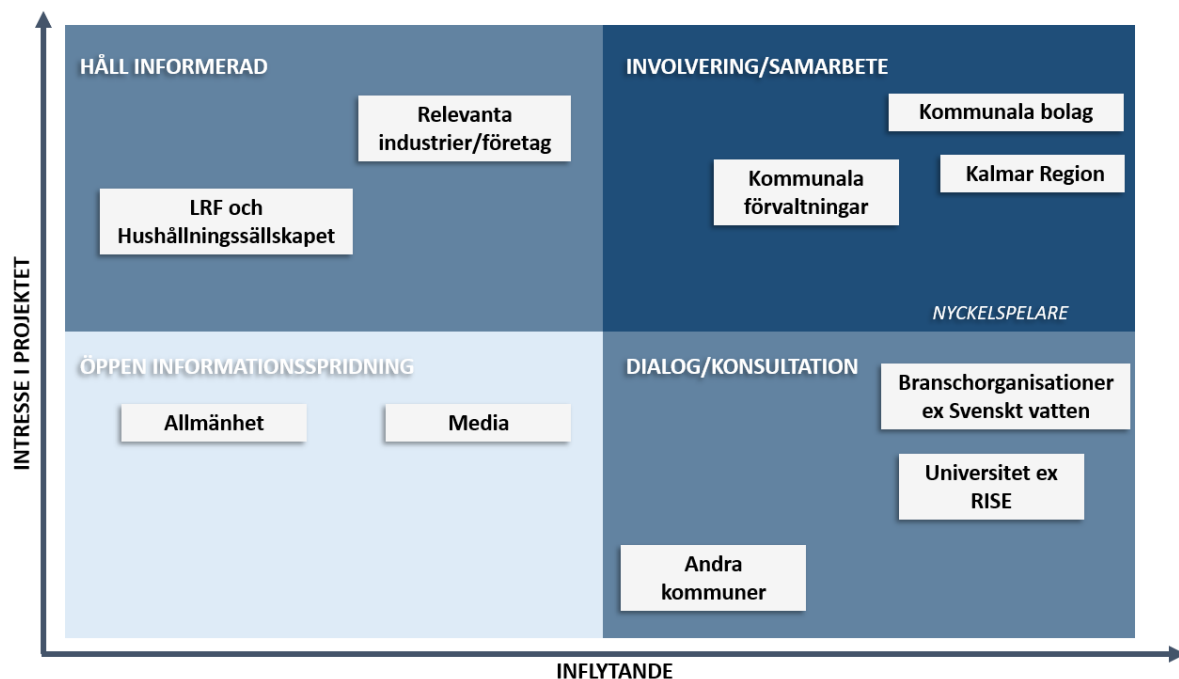 HÅLL INFORMERAD
Relevanta
industrier/företag
LRF och
Hushållningssällskapet
INVOLVERING/SAMARBETE
Kommunala bolag
Kommunala
förvaltningar
Kalmar Region
NYCKELSPELARE
ÖPPEN INFORMATIONSSPRIDNING
Allmänhet
Media
DIALOG/KONSULTATION
Branschorganisationer
ex Svenskt vatten
Universitet ex
RISE
Andra
kommuner
INTRESSE I PROJEKTET
INFLYTANDE